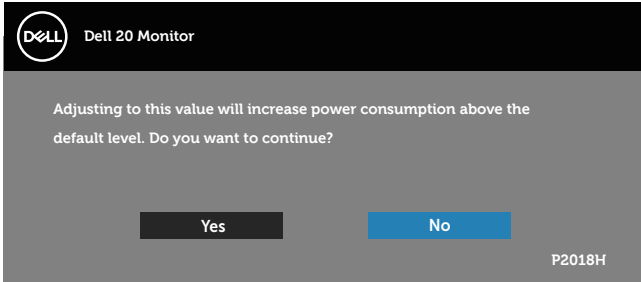 DELL
Dell 20 Monitor
Adjusting to this value will increase power consumption above the
default level. Do you want to continue?
Yes
No
P2018H